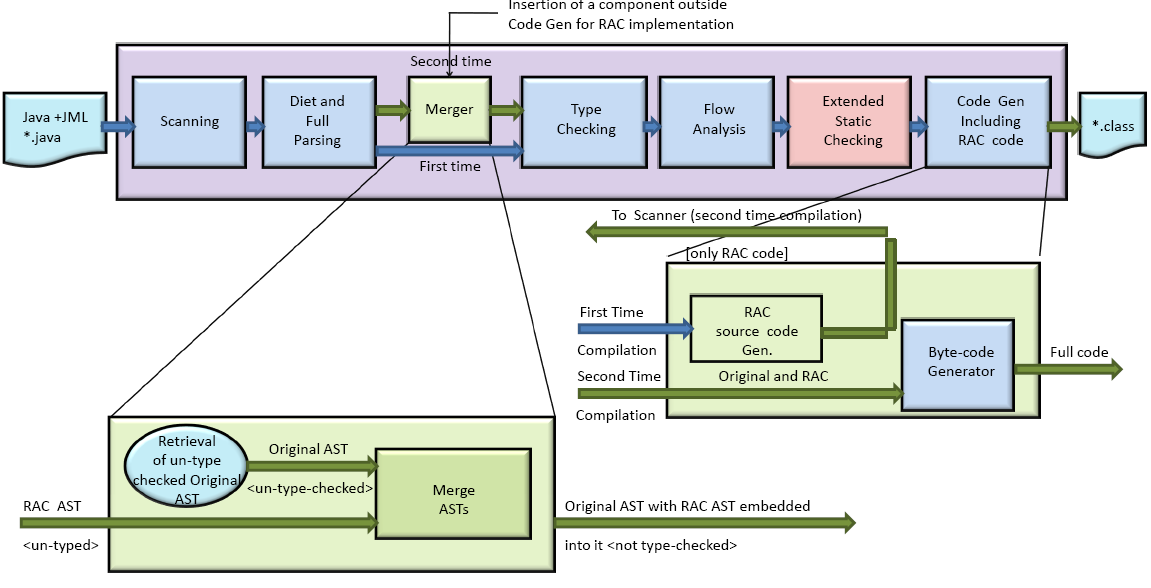 Insertion of a component outside
Code Gen for RAC implementation
Second time
Java +JML
*.java
Scanning
Diet and
Full
Parsing
Merger
Type
Checking
Flow
Analysis
Extended
Static
Checking
Code Gen
Including
RAC code
*.class
First time
To Scanner (second time compilation)
[only RAC code]
First Time
Compilation
RAC
source code
Gen.
Byte-code
Generator
Full code
Second Time
Original and RAC
Compilation
Retrieval
of un-type
checked Original
AST
Original AST
<un-type-checked>
Merge
ASTs
RAC AST
<un-typed>
Original AST with RAC AST embedded
into it <not type-checked>